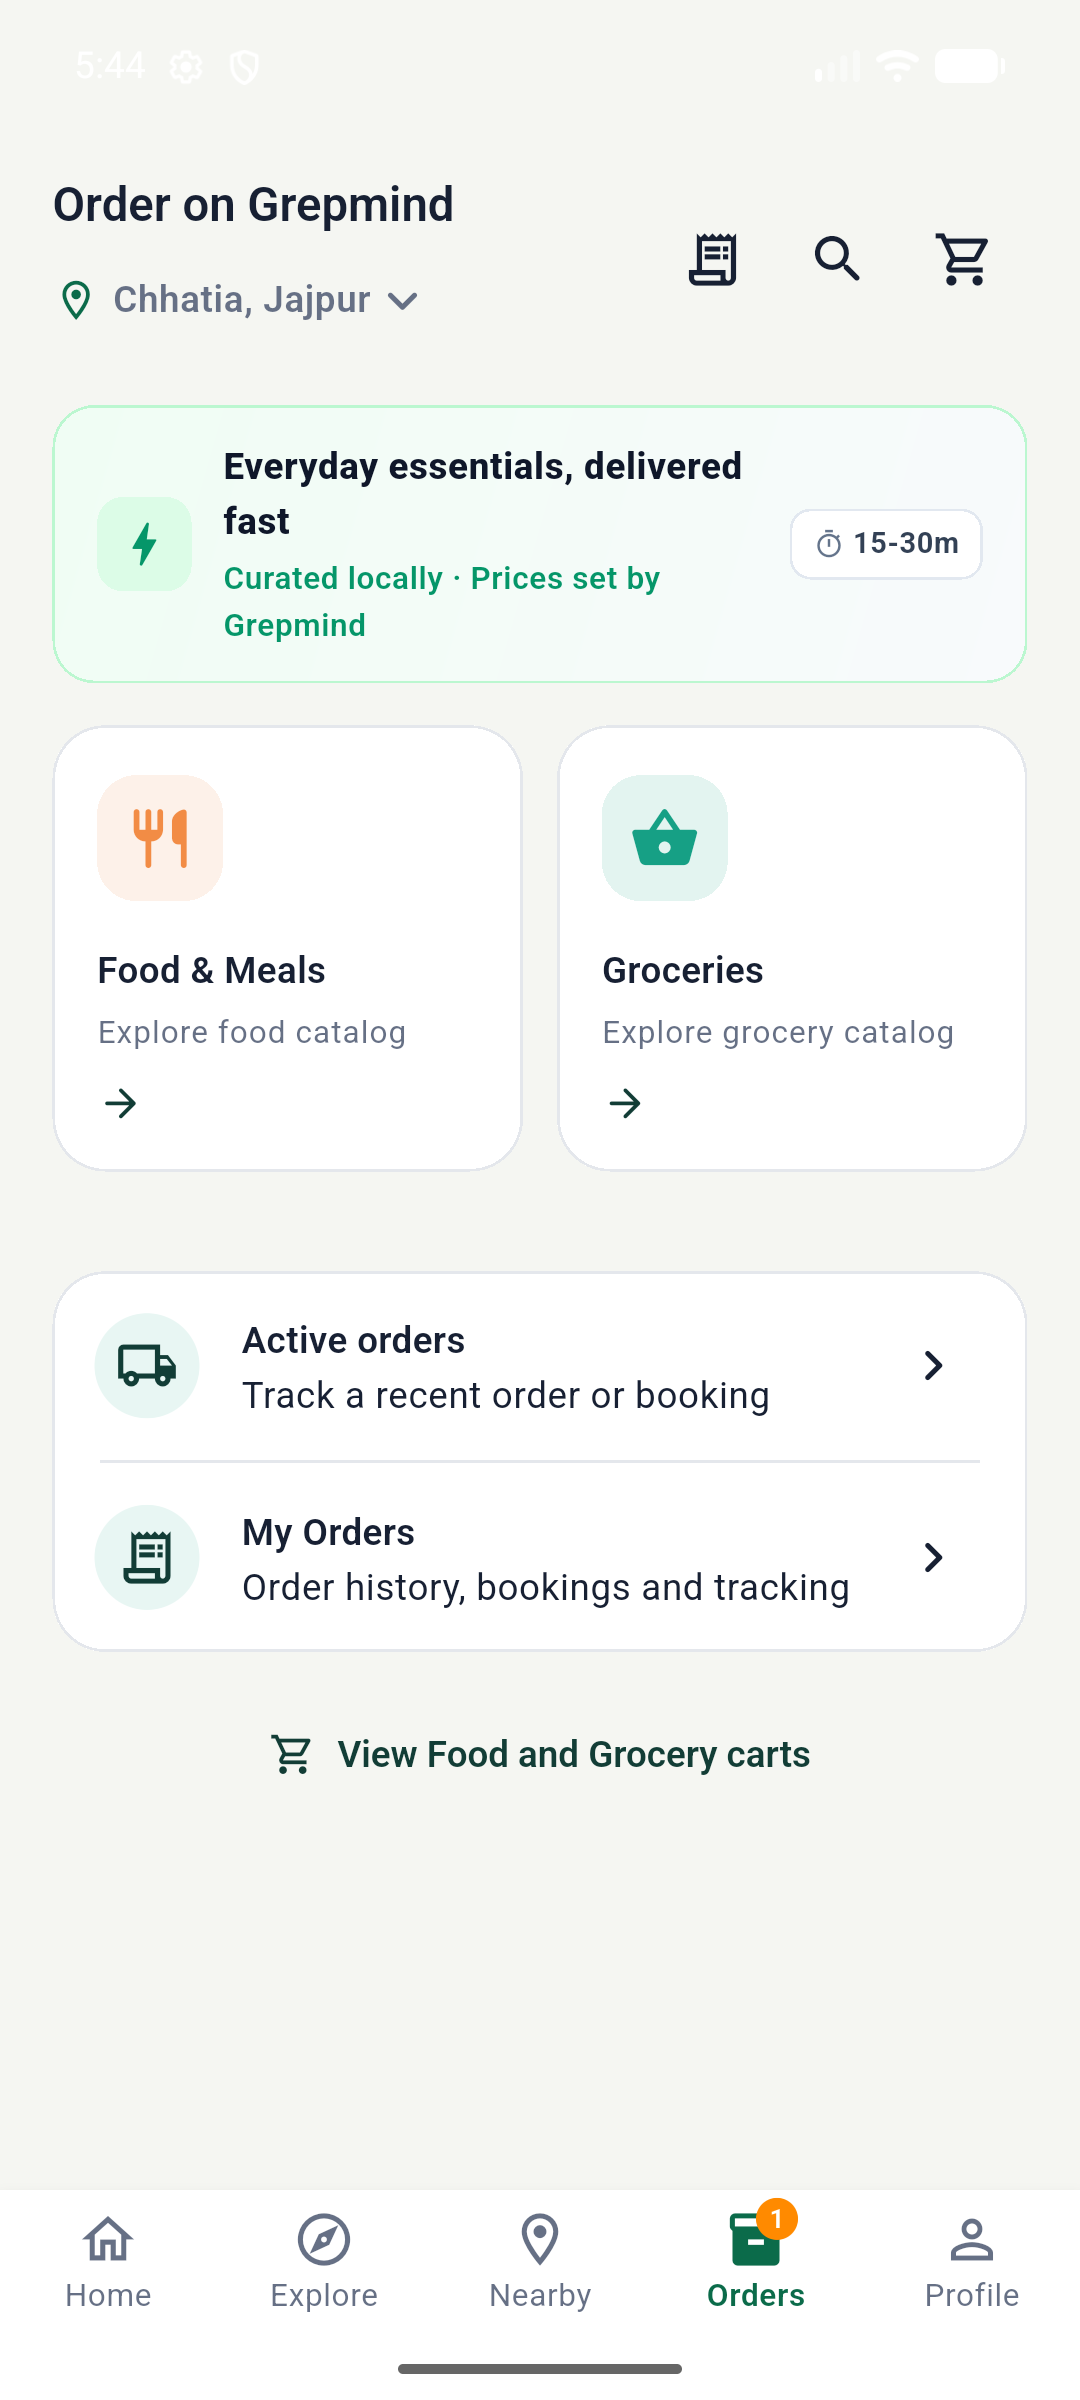 5:44
Order on Grepmind
Chhatia, Jajpur
Everyday essentials, delivered
fast
Curated locally · Prices set by
Grepmind
15-30m
Food & Meals
Explore food catalog
Groceries
Explore grocery catalog
Active orders
Track a recent order or booking
My Orders
Order history, bookings and tracking
View Food and Grocery carts
1
Home
Explore
Nearby
Orders
Profile